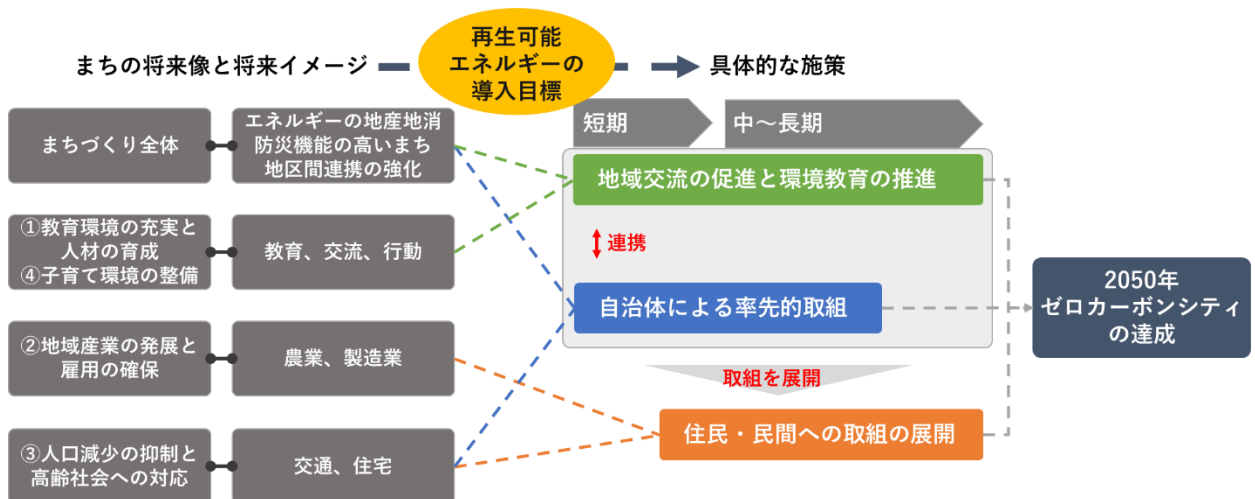 まちの将来像と将来イメージ
再生可能
エネルギーの
導入目標
具体的な施策
短期
中～長期
まちづくり全体
エネルギーの地産地消
防災機能の高いまち
地区間連携の強化
地域交流の促進と環境教育の推進
①教育環境の充実と
人材の育成
④子育て環境の整備
教育、交流、行動
連携
自治体による率先的取組
2050年
ゼロカーボンシティ
の達成
②地域産業の発展と
雇用の確保
農業、製造業
取組を展開
住民・民間への取組の展開
③人口減少の抑制と
高齢社会への対応
交通、住宅